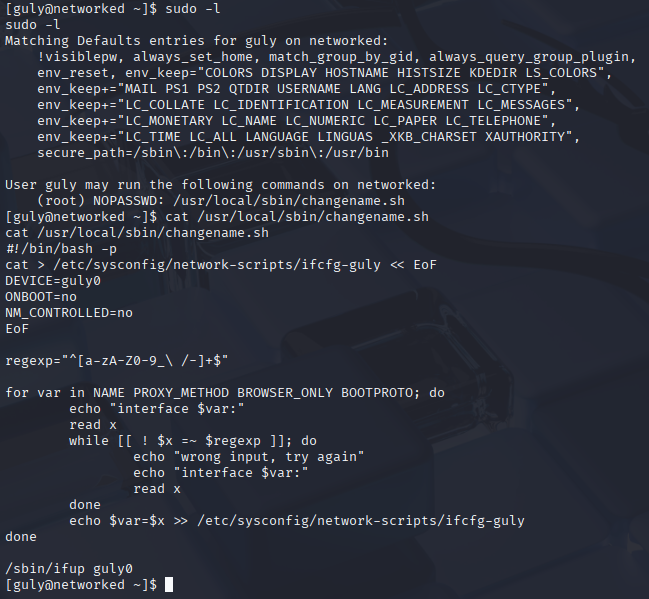 [guly@networked ~]$ sudo -l
sudo -l
Matching Defaults entries for guly on networked:
    !visiblepw, always_set_home, match_group_by_gid, always_query_group_plugin,
    env_reset, env_keep="COLORS DISPLAY HOSTNAME HISTSIZE KDEDIR LS_COLORS",
    env_keep+="MAIL PS1 PS2 QTDIR USERNAME LANG LC_ADDRESS LC_CTYPE",
    env_keep+="LC_COLLATE LC_IDENTIFICATION LC_MEASUREMENT LC_MESSAGES",
    env_keep+="LC_MONETARY LC_NAME LC_NUMERIC LC_PAPER LC_TELEPHONE",
    env_keep+="LC_TIME LC_ALL LANGUAGE LINGUAS _XKB_CHARSET XAUTHORITY",
    secure_path=/sbin\:/bin\:/usr/sbin\:/usr/bin

User guly may run the following commands on networked:
    (root) NOPASSWD: /usr/local/sbin/changename.sh
[guly@networked ~]$ cat /usr/local/sbin/changename.sh
cat /usr/local/sbin/changename.sh
#!/bin/bash -p
cat > /etc/sysconfig/network-scripts/ifcfg-guly << EoF
DEVICE=guly0
ONBOOT=no
NM_CONTROLLED=no
EoF

regexp="^[a-zA-Z0-9_\ /-]+$"

for var in NAME PROXY_METHOD BROWSER_ONLY BOOTPROTO; do
        echo "interface $var:"
        read x
        while [[ ! $x =~ $regexp ]]; do
                echo "wrong input, try again"
                echo "interface $var:"
                read x
        done
        echo $var=$x >> /etc/sysconfig/network-scripts/ifcfg-guly
done

/sbin/ifup guly0
[guly@networked ~]$